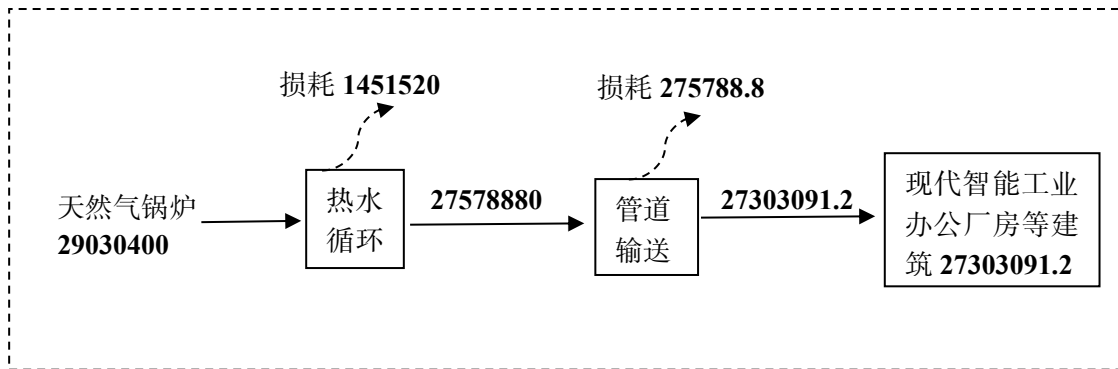 损耗 1451520
损耗 275788.8
天然气锅炉
29030400
热水
循环
27578880
管道
输送
27303091.2
现代智能工业
办公厂房等建
筑 27303091.2